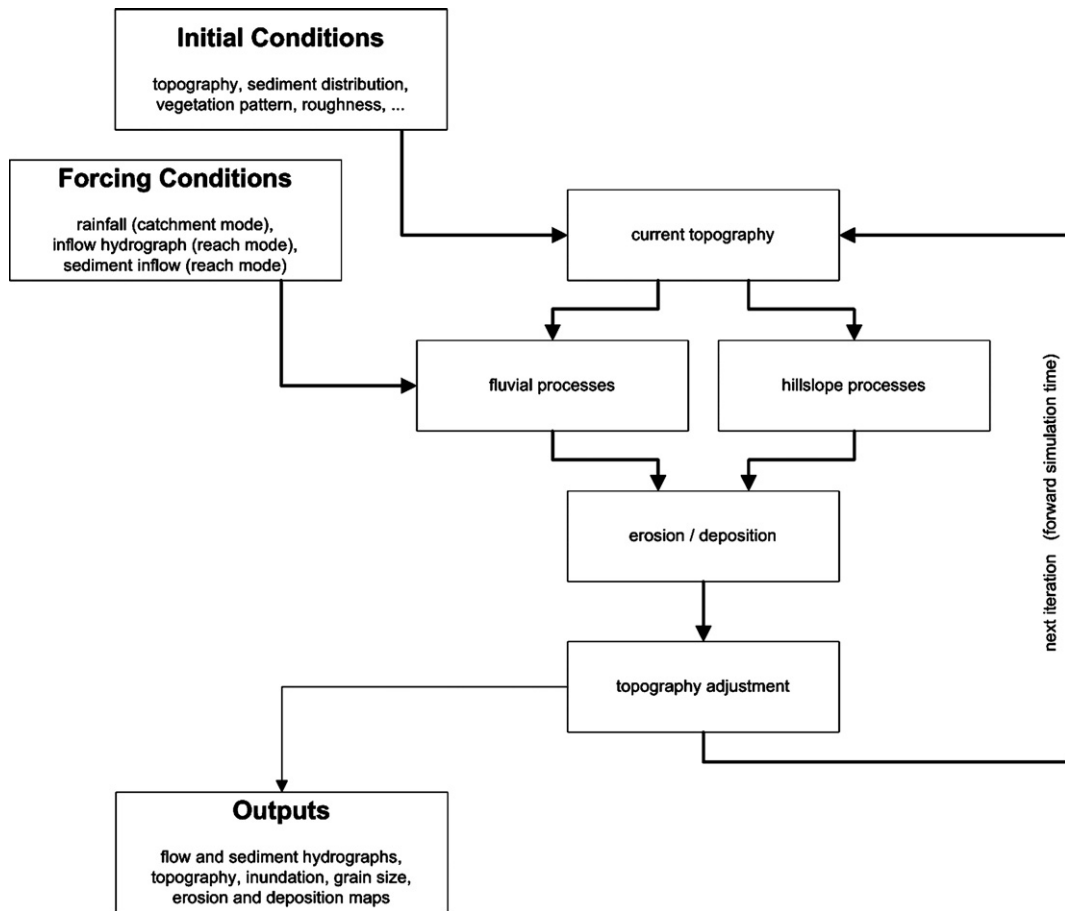 Initial Conditions
topography, sediment distribution,
vegetation pattern, roughness, ...
Forcing Conditions
rainfall (catchment mode),
inflow hydrograph (reach mode),
sediment inflow (reach mode)
current topography
fluvial processes
hillslope processes
erosion / deposition
topography adjustment
next iteration (forward simulation time)
Outputs
flow and sediment hydrographs,
topography, inundation, grain size,
erosion and deposition maps